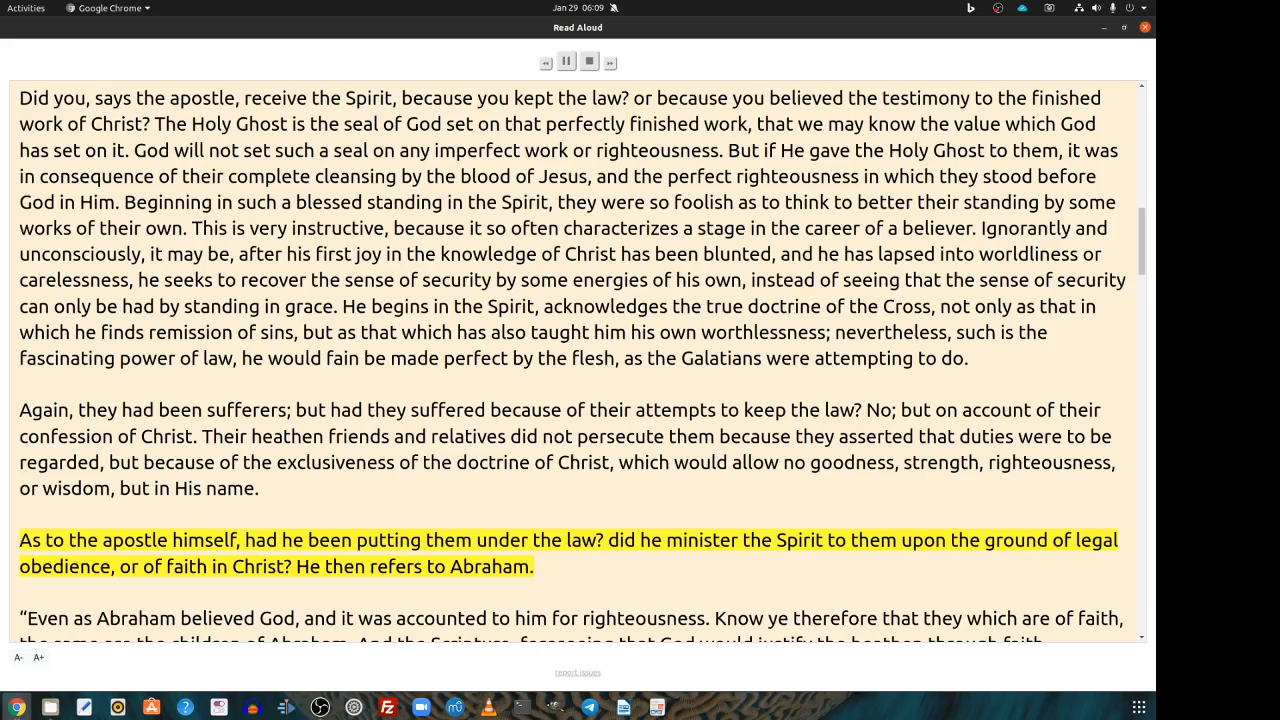 Activities
Google Chrome
Jan 29 06:09
Read Aloud
Did you, says the apostle, receive the Spirit, because you kept the law? or because you believed the testimony to the finished
work of Christ? The Holy Ghost is the seal of God set on that perfectly finished work, that we may know the value which God
has set on it. God will not set such a seal on any imperfect work or righteousness. But if He gave the Holy Ghost to them, it was
in consequence of their complete cleansing by the blood of Jesus, and the perfect righteousness in which they stood before
God in Him. Beginning in such a blessed standing in the Spirit, they were so foolish as to think to better their standing by some
works of their own. This is very instructive, because it so often characterizes a stage in the career of a believer. Ignorantly and
unconsciously, it may be, after his first joy in the knowledge of Christ has been blunted, and he has lapsed into worldliness or
carelessness, he seeks to recover the sense of security by some energies of his own, instead of seeing that the sense of security
can only be had by standing in grace. He begins in the Spirit, acknowledges the true doctrine of the Cross, not only as that in
which he finds remission of sins, but as that which has also taught him his own worthlessness; nevertheless, such is the
fascinating power of law, he would fain be made perfect by the flesh, as the Galatians were attempting to do.
Again, they had been sufferers; but had they suffered because of their attempts to keep the law? No; but on account of their
confession of Christ. Their heathen friends and relatives did not persecute them because they asserted that duties were to be
regarded, but because of the exclusiveness of the doctrine of Christ, which would allow no goodness, strength, righteousness,
or wisdom, but in His name.
As to the apostle himself, had he been putting them under the law? did he minister the Spirit to them upon the ground of legal
obedience, or of faith in Christ? He then refers to Abraham.
“Even as Abraham believed God, and it was accounted to him for righteousness. Know ye therefore that they which are of faith,
the same are the children of Abraham. And the Scripture, foreseeing that God would justify the heathen through faith,
A- A+
report issues